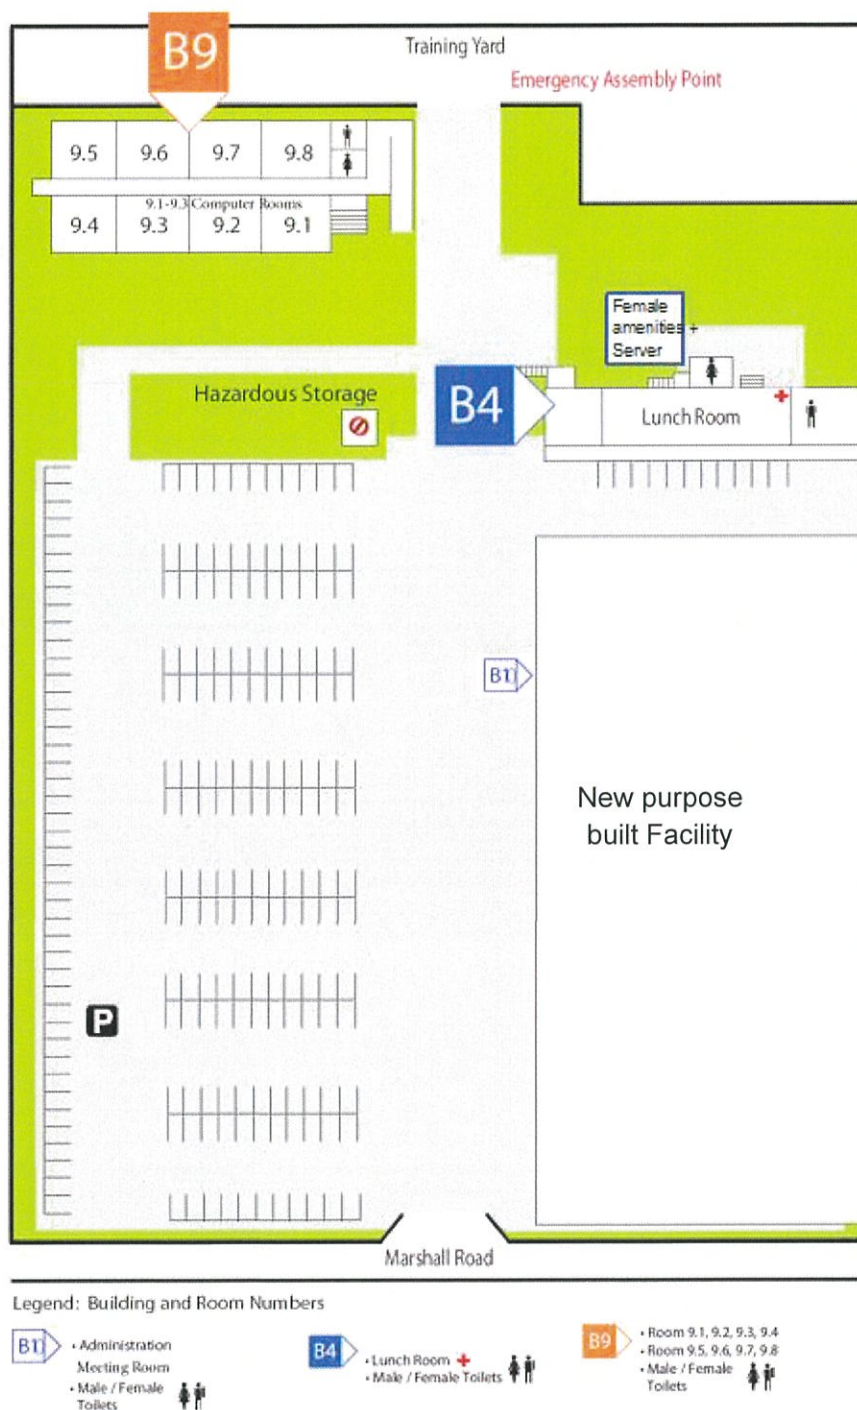 Training Yard
B9
Emergency Assembly Point
9.5 9.6 9.7 9.8
9.1-9.3 Computer Rooms
9.4 9.3 9.2 9.1
Female
amenities +
Server
Hazardous Storage
B4
Lunch Room
B1
New purpose
built Facility
P
Marshall Road
Legend: Building and Room Numbers
B1
• Administration
Meeting Room
• Male / Female
Toilets
B4
• Lunch Room
• Male / Female Toilets
B9
• Room 9.1, 9.2, 9.3, 9.4
• Room 9.5, 9.6, 9.7, 9.8
• Male / Female
Toilets